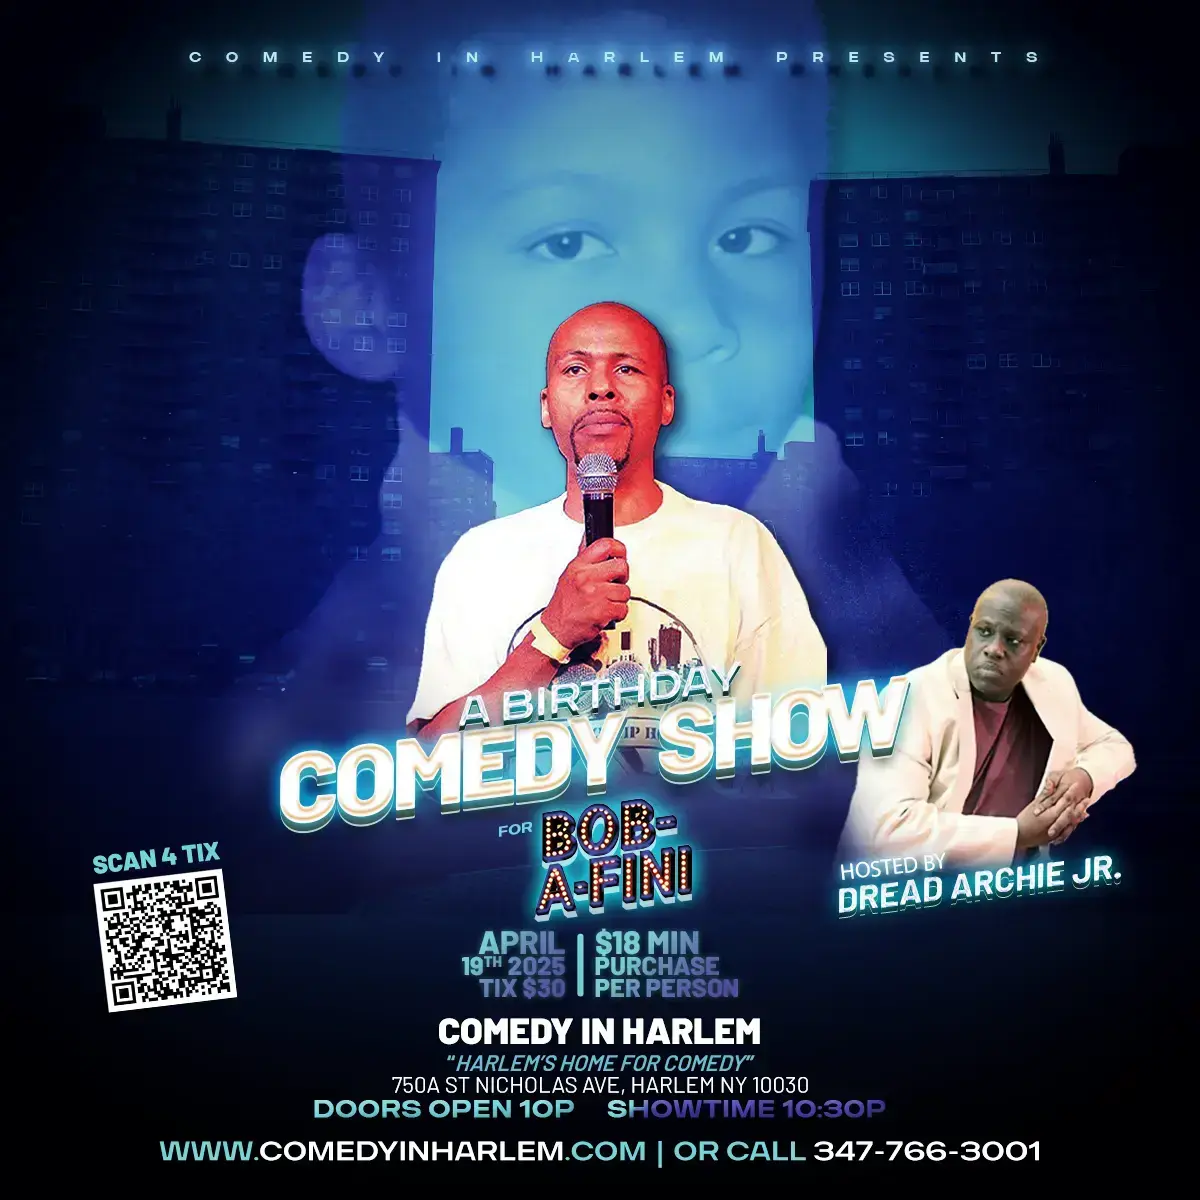 COMEDY IN HARLEM PRESENTS
IP H
A BIRTHDAY
COMEDY SHOW
FOR BOB-
A-FINI
SCAN 4 TIX
HOSTED BY
DREAD ARCHIE JR.
APRIL
19TH 2025
TIX $30
$18 MIN
PURCHASE
PER PERSON
COMEDY IN HARLEM
"HARLEM'S HOME FOR COMEDY"
750A ST NICHOLAS AVE, HARLEM NY 10030
DOORS OPEN 10P SHOWTIME 10:30P
WWW.COMEDYINHARLEM.COM | OR CALL 347-766-3001